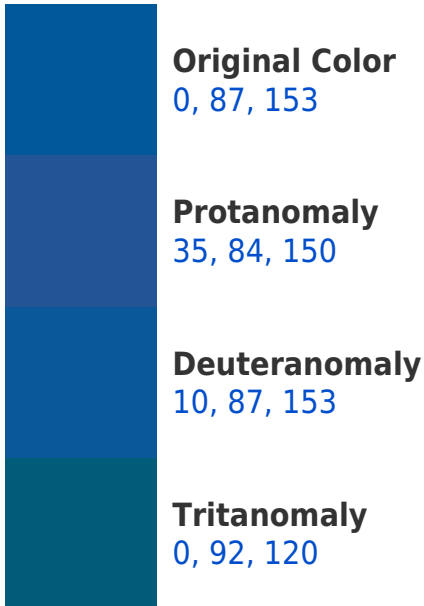 Original Color
0, 87, 153
Protanomaly
35, 84, 150
Deuteranomaly
10, 87, 153
Tritanomaly
0, 92, 120